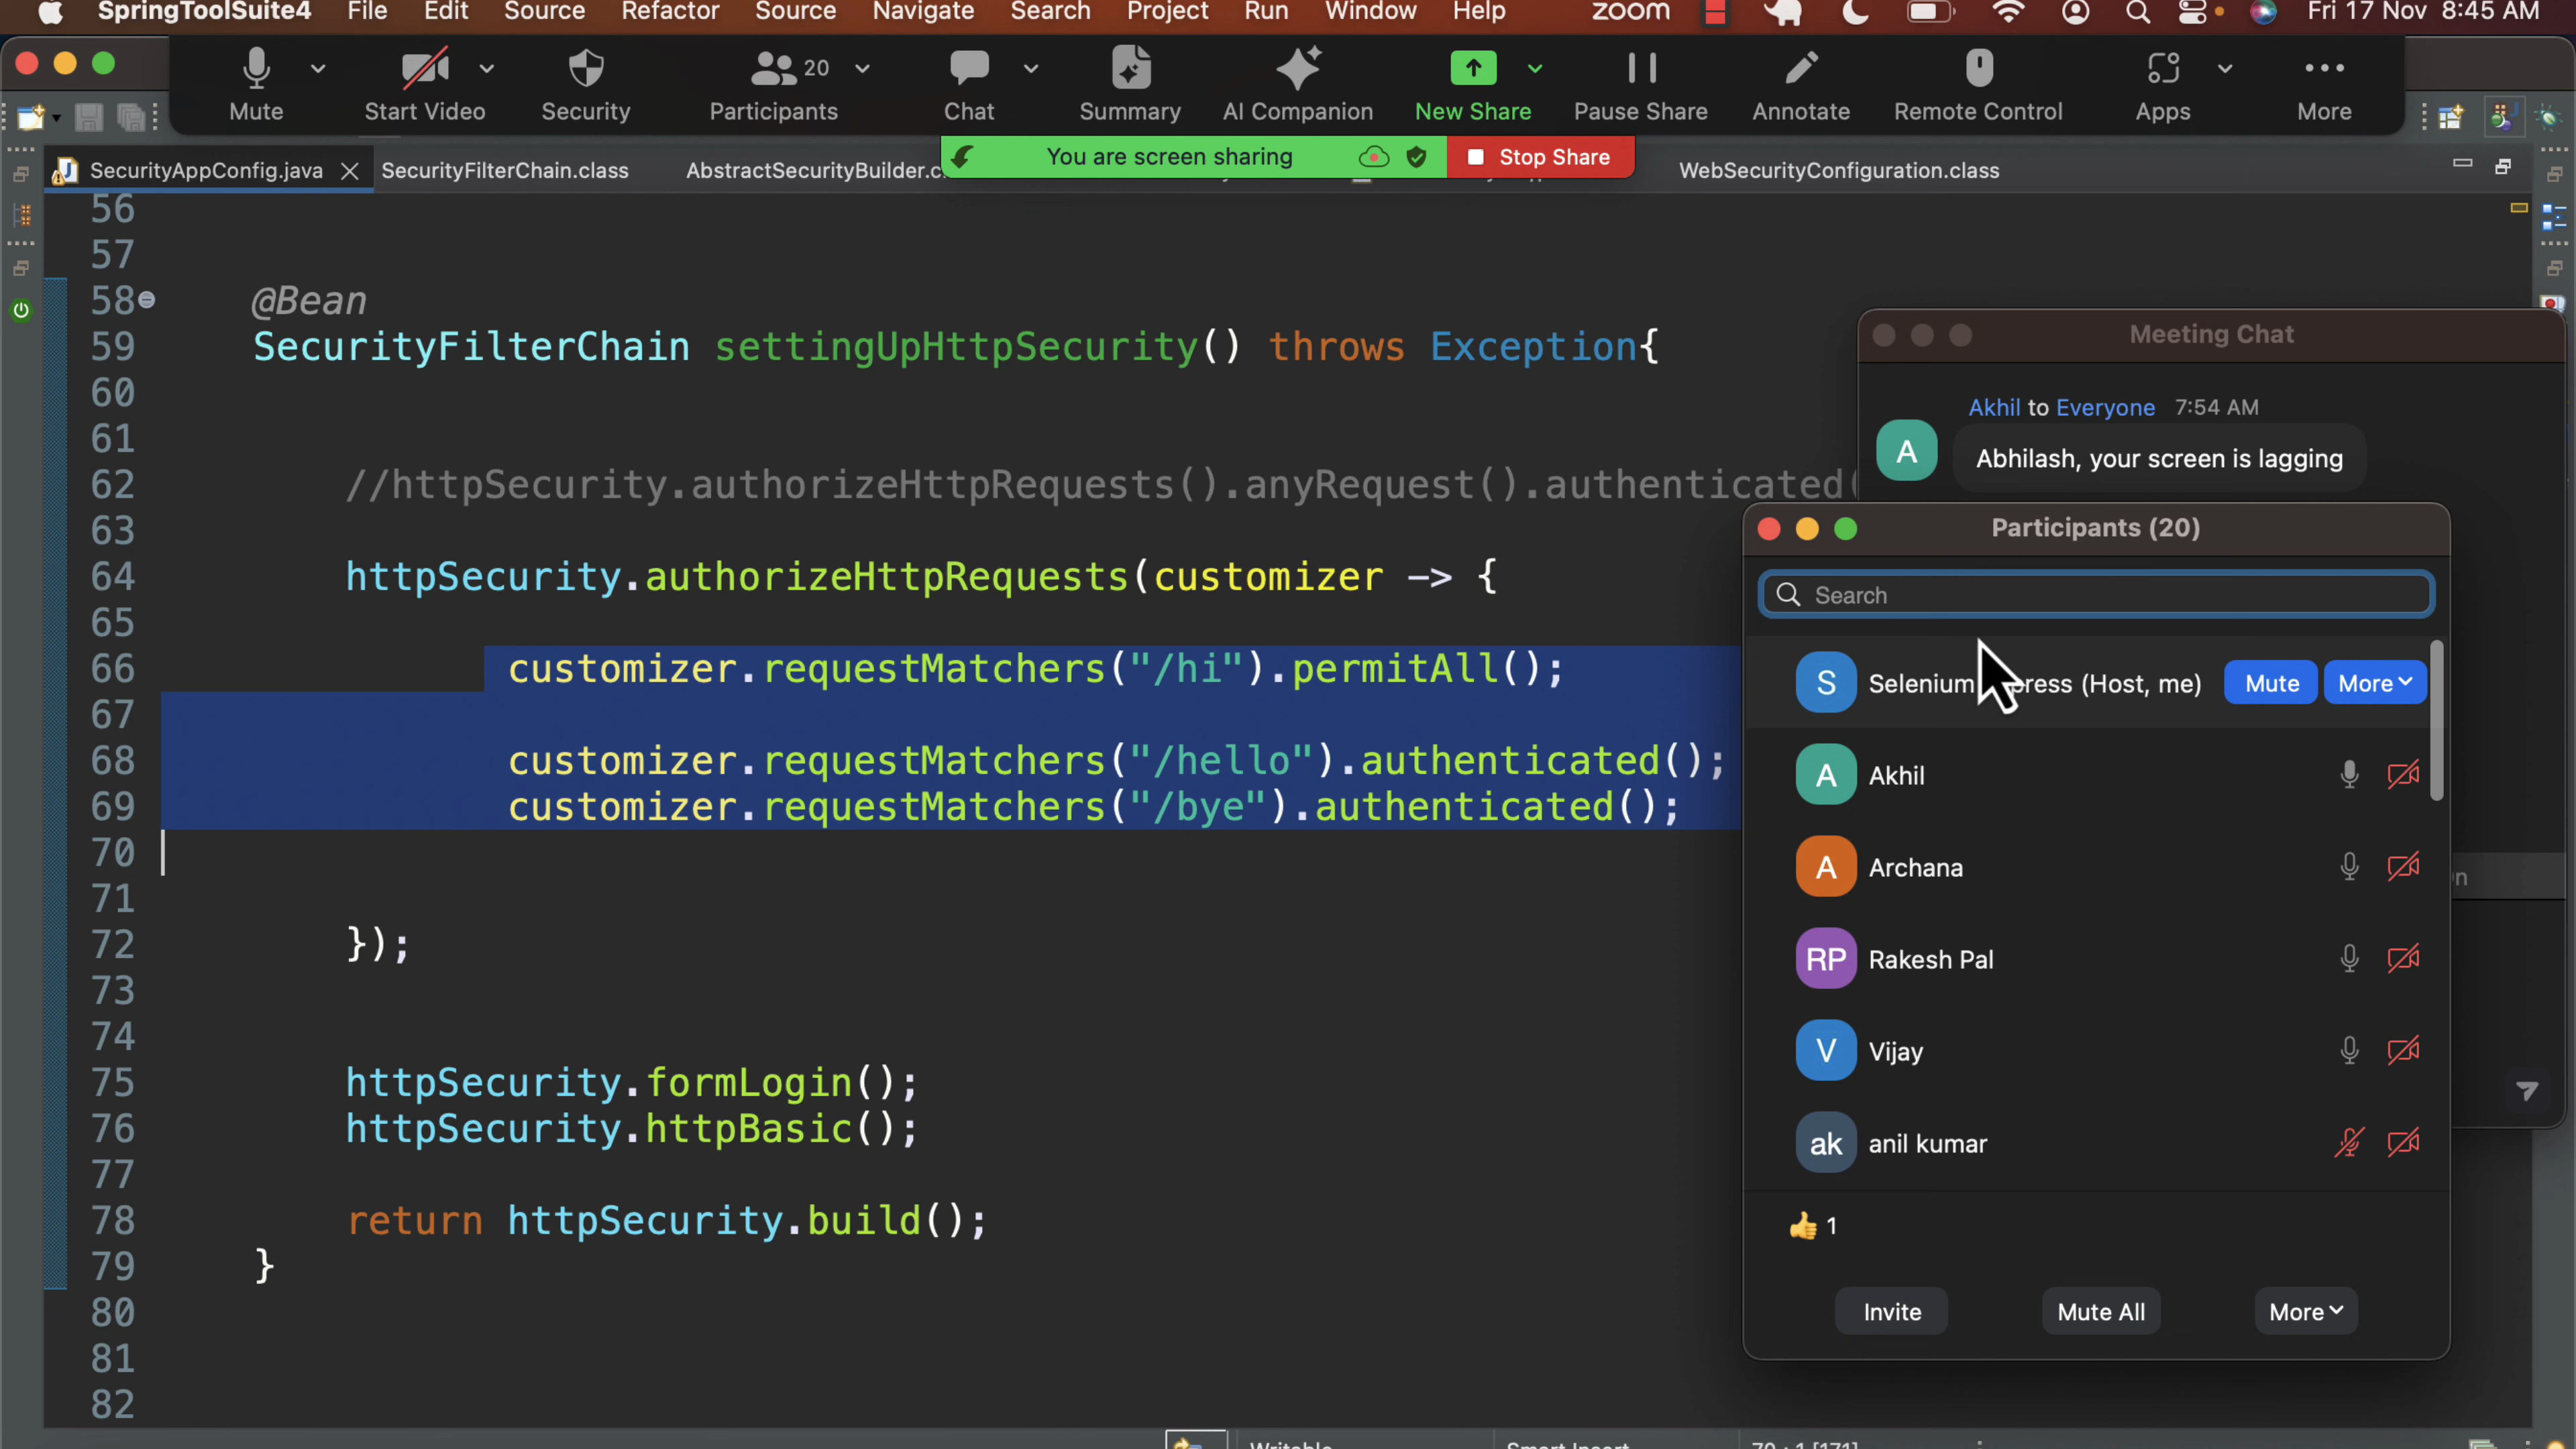 SpringToolSuite4 File Edit Source Refactor Source Navigate Search Project Run Window Help zoom Fri 17 Nov 8:45 AM
20
Mute Start Video Security Participants Chat Summary AI Companion New Share Pause Share Annotate Remote Control Apps More
You are screen sharing Stop Share
SecurityAppConfig.java SecurityFilterChain.class AbstractSecurityBuilder.c WebSecurityConfiguration.class
56
57
58 @Bean
59 SecurityFilterChain settingUpHttpSecurity() throws Exception{
60
61
62 //httpSecurity.authorizeHttpRequests().anyRequest().authenticated(
63
64 httpSecurity.authorizeHttpRequests(customizer -> {
65
66 customizer.requestMatchers("/hi").permitAll();
67
68 customizer.requestMatchers("/hello").authenticated();
69 customizer.requestMatchers("/bye").authenticated();
70
71
72 });
73
74
75 httpSecurity.formLogin();
76 httpSecurity.httpBasic();
77
78 return httpSecurity.build();
79 }
80
81
82
Meeting Chat
Akhil to Everyone 7:54 AM
A
Abhilash, your screen is lagging
Participants (20)
Search
S Selenium press (Host, me) Mute More
A Akhil
A Archana
RP Rakesh Pal
V Vijay
ak anil kumar
👍 1
Invite Mute All More